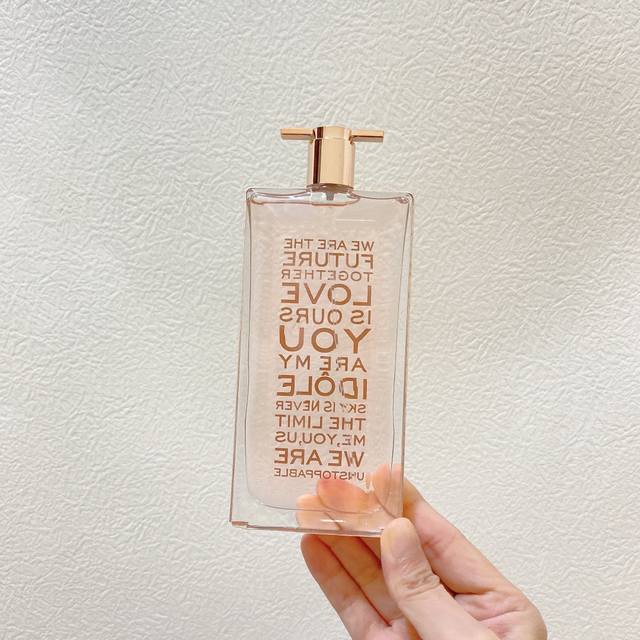 WE ARE THE
FUTURE
TOGETHER
LOVE
IS OURS
YOU
ARE MY
IDÔLE
SKY IS NEVER
THE LIMIT
ME,YOU,US
WE ARE
UNSTOPPABLE